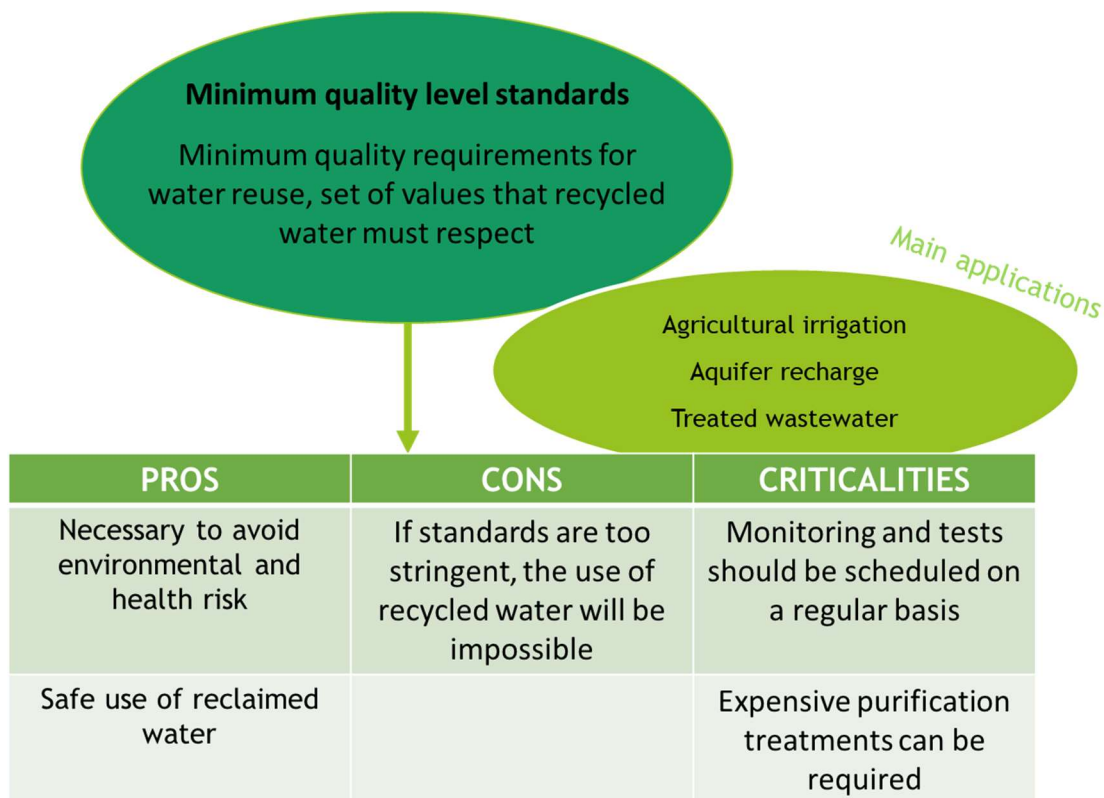 Minimum quality level standards
Minimum quality requirements for
water reuse, set of values that recycled
water must respect
Main applications
Agricultural irrigation
Aquifer recharge
Treated wastewater
PROS
CONS
CRITICALITIES
Necessary to avoid
environmental and
health risk
If standards are too
stringent, the use of
recycled water will be
impossible
Monitoring and tests
should be scheduled on
a regular basis
Safe use of reclaimed
water
Expensive purification
treatments can be
required